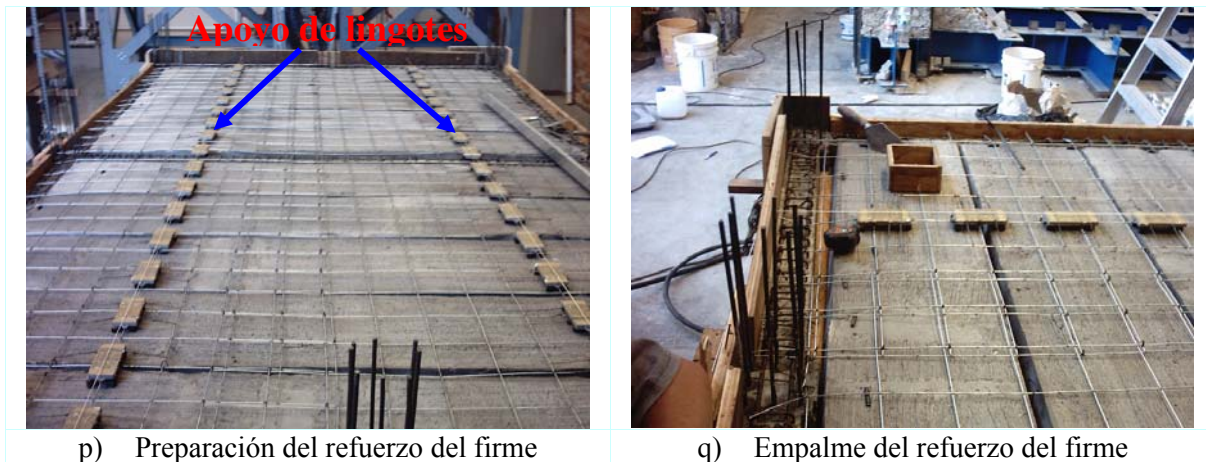 Apoyo de lingotes
p) Preparación del refuerzo del firme
q) Empalme del refuerzo del firme